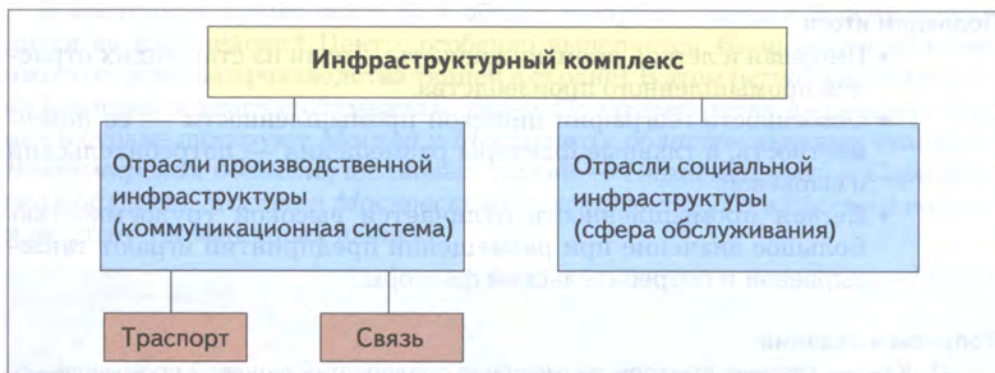 Инфраструктурный комплекс
Отрасли производственной
инфраструктуры
(коммуникационная система)
Отрасли социальной
инфраструктуры
(сфера обслуживания)
Траспорт
Связь